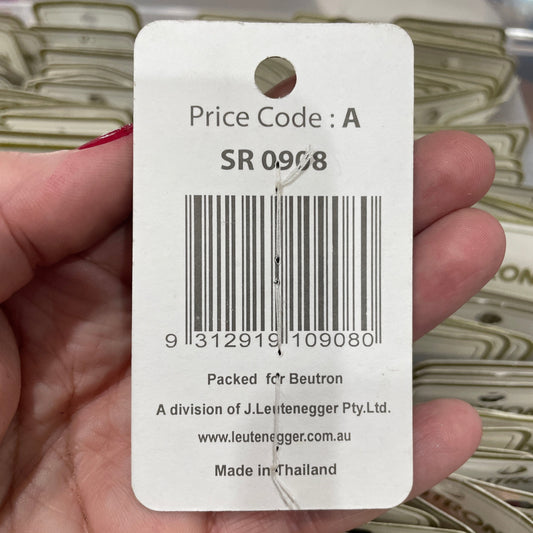 Price Code : A
SR 0908
9 312919 109080
Packed for Beutron
A division of J.Leutenegger Pty.Ltd.
www.leutenegger.com.au
Made in Thailand